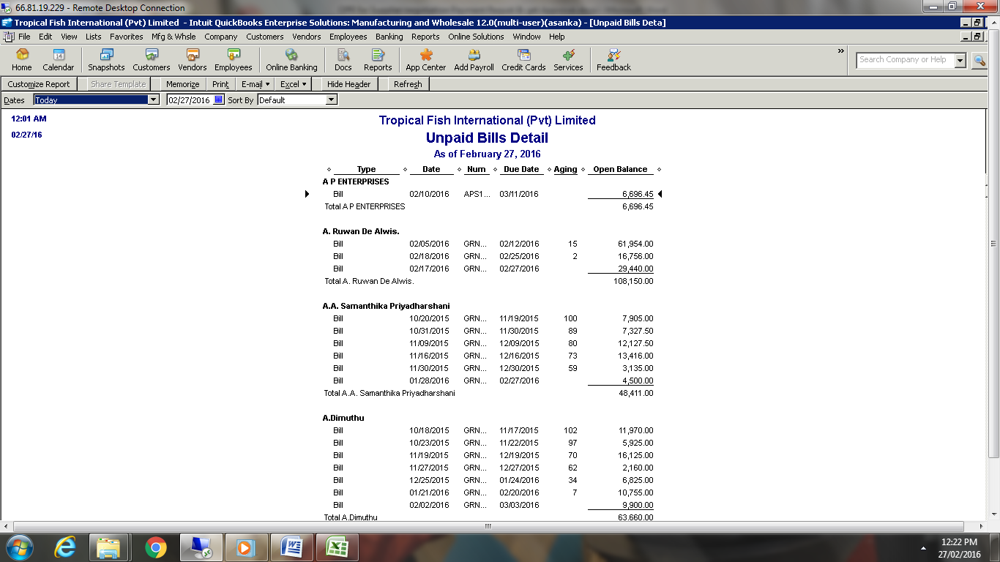 66.81.19.229 - Remote Desktop Connection
Tropical Fish International (Pvt) Limited - Intuit QuickBooks Enterprise Solutions: Manufacturing and Wholesale 12.0(multi-user)(asanka) - [Unpaid Bills Deta]
File Edit View Lists Favorites Mfg & Whsle Company Customers Vendors Employees Banking Reports Online Solutions Window Help
14
Home Calendar Snapshots Customers Vendors Employees Online Banking Docs Reports App Center Add Payroll Credit Cards Services Feedback » Search Company or Help
Customize Report Share Template Memorize Print E-mail Excel Hide Header Refresh
Dates Today 02/27/2016 Sort By Default
12:01 AM Tropical Fish International (Pvt) Limited
02/27/16 Unpaid Bills Detail
As of February 27, 2016
Type Date Num Due Date Aging Open Balance
A P ENTERPRISES
Bill 02/10/2016 APS1... 03/11/2016 6,696.45
Total A P ENTERPRISES 6,696.45
A. Ruwan De Alwis.
Bill 02/05/2016 GRN... 02/12/2016 15 61,954.00
Bill 02/18/2016 GRN... 02/25/2016 2 16,756.00
Bill 02/17/2016 GRN... 02/27/2016 29,440.00
Total A. Ruwan De Alwis. 108,150.00
A.A. Samanthika Priyadharshani
Bill 10/20/2015 GRN... 11/19/2015 100 7,905.00
Bill 10/31/2015 GRN... 11/30/2015 89 7,327.50
Bill 11/09/2015 GRN... 12/09/2015 80 12,127.50
Bill 11/16/2015 GRN... 12/16/2015 73 13,416.00
Bill 11/30/2015 GRN... 12/30/2015 59 3,135.00
Bill 01/28/2016 GRN... 02/27/2016 4,500.00
Total A.A. Samanthika Priyadharshani 48,411.00
A.Dimuthu
Bill 10/18/2015 GRN... 11/17/2015 102 11,970.00
Bill 10/23/2015 GRN... 11/22/2015 97 5,925.00
Bill 11/19/2015 GRN... 12/19/2015 70 16,125.00
Bill 11/27/2015 GRN... 12/27/2015 62 2,160.00
Bill 12/25/2015 GRN... 01/24/2016 34 6,825.00
Bill 01/21/2016 GRN... 02/20/2016 7 10,755.00
Bill 02/02/2016 GRN... 03/03/2016 9,900.00
Total A.Dimuthu 63,660.00
12:22 PM
27/02/2016